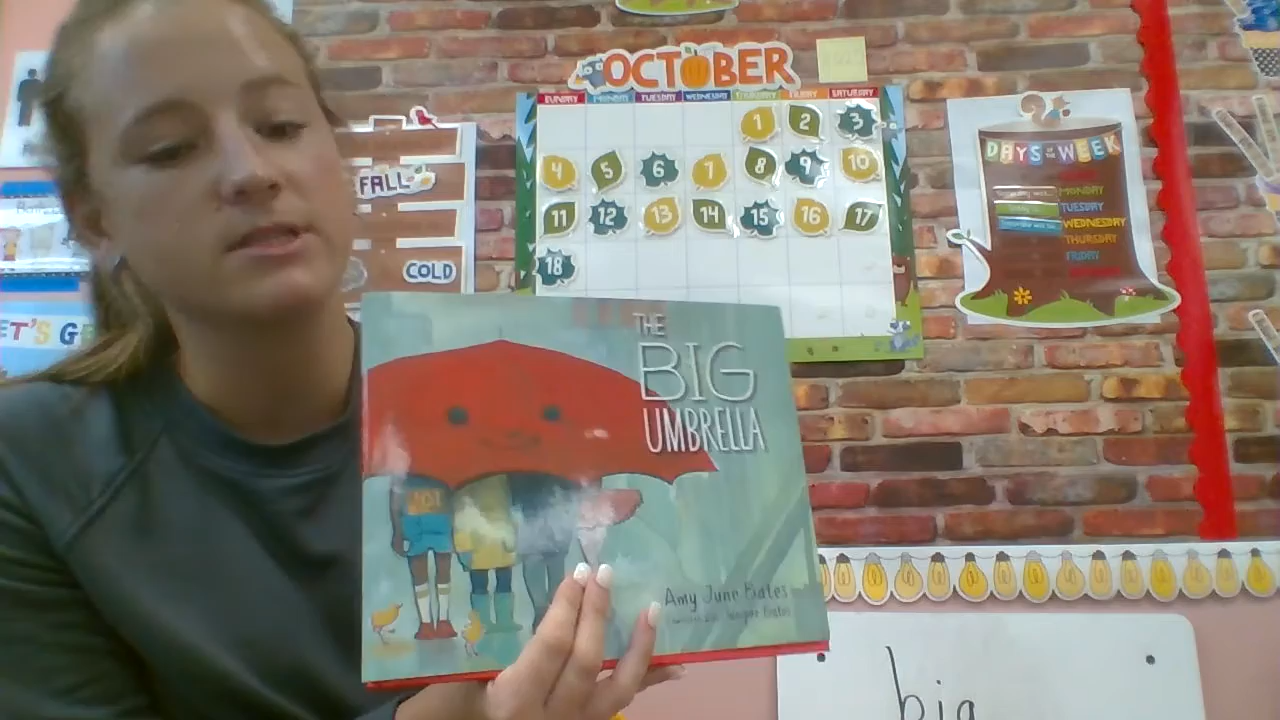 OCTOBER
SUNDAY MONDAY TUESDAY WEDNESDAY THURSDAY FRIDAY SATURDAY
1 2 3
4 5 6 7 8 9 10
11 12 13 14 15 16 17
18
FALL
COLD
DAYS OF THE WEEK
MONDAY
TUESDAY
WEDNESDAY
THURSDAY
FRIDAY
THE
BIG
UMBRELLA
Amy June Bates
big